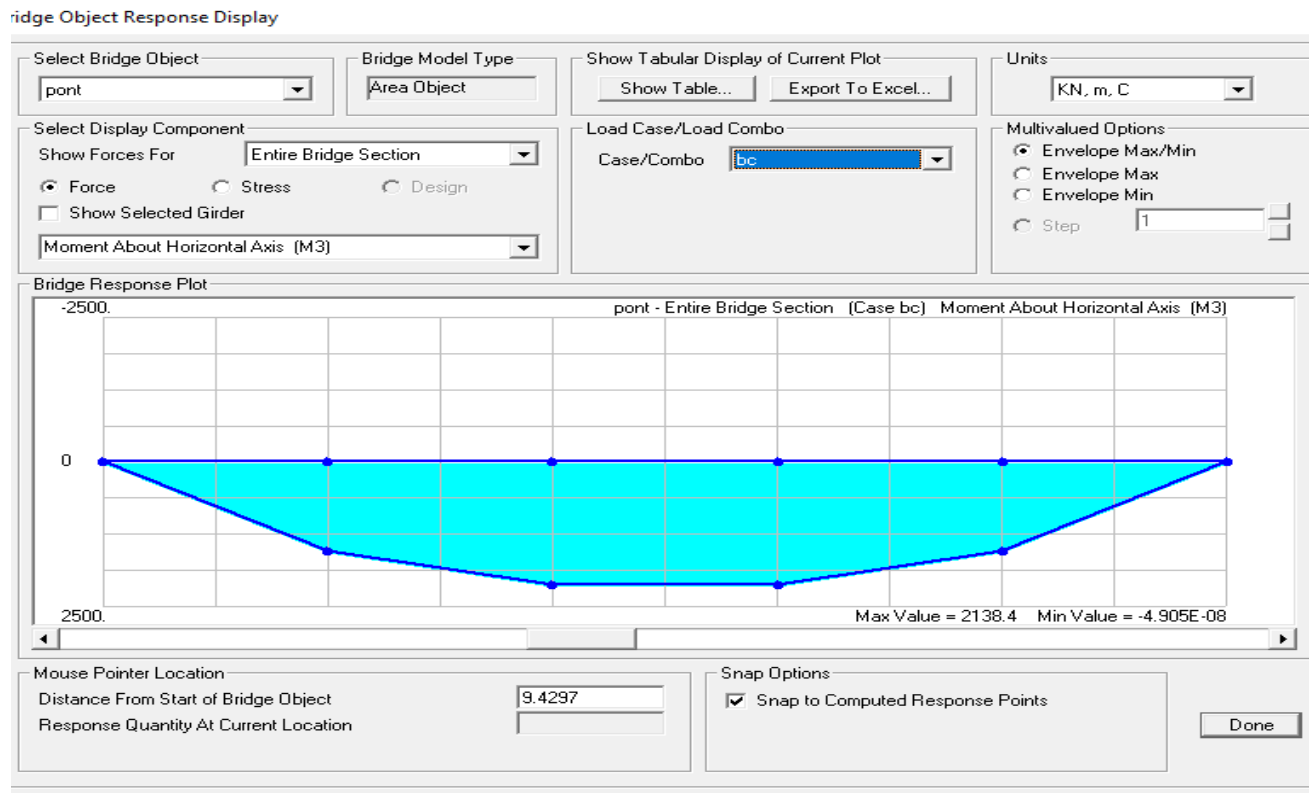 ridge Object Response Display
Select Bridge Object
pont
Bridge Model Type
Area Object
Show Tabular Display of Current Plot
Show Table...
Export To Excel...
Units
KN, m, C
Select Display Component
Show Forces For
Entire Bridge Section
Force
Stress
Design
Show Selected Girder
Moment About Horizontal Axis (M3)
Load Case/Load Combo
Case/Combo
bc
Multivalued Options
Envelope Max/Min
Envelope Max
Envelope Min
Step
1
Bridge Response Plot
-2500.
pont - Entire Bridge Section (Case bc) Moment About Horizontal Axis (M3)
0
2500.
Max Value = 2138.4 Min Value = -4.905E-08
Mouse Pointer Location
Distance From Start of Bridge Object
9.4297
Response Quantity At Current Location
Snap Options
Snap to Computed Response Points
Done